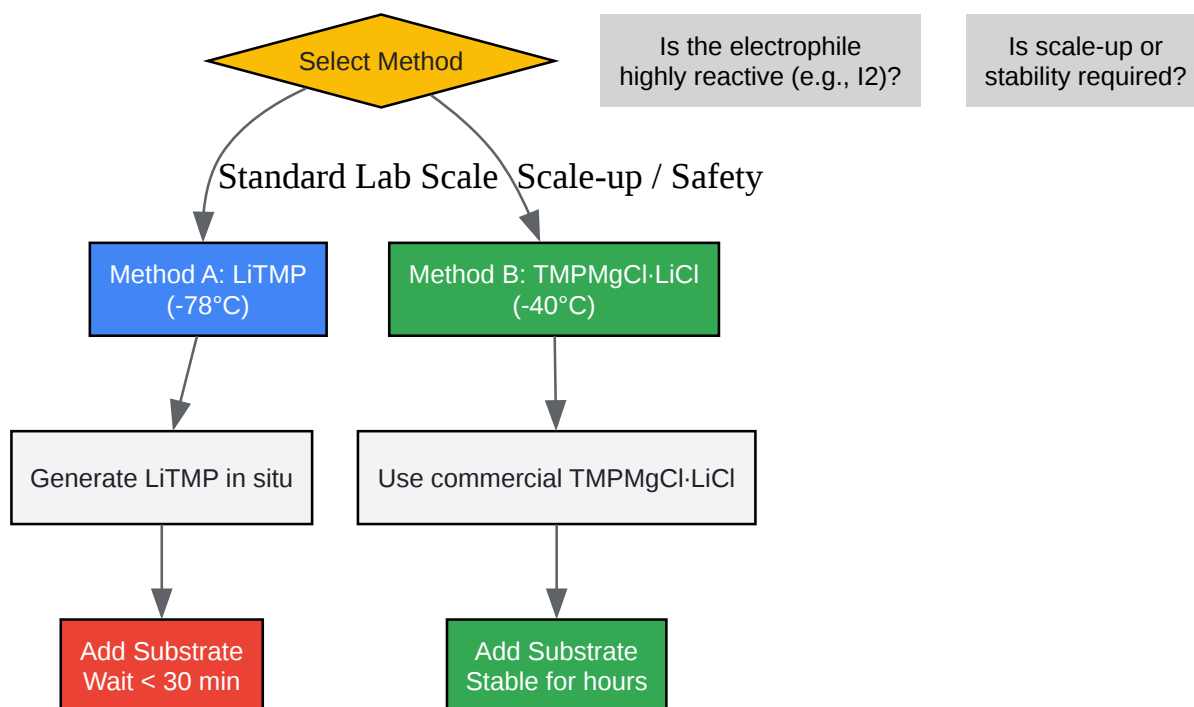 Select Method
Is the electrophile
highly reactive (e.g., I2)?
Is scale-up or
stability required?
Standard Lab Scale
Scale-up / Safety
Method A: LiTMP
(-78°C)
Method B: TMPMgCl·LiCl
(-40°C)
Generate LiTMP in situ
Use commercial TMPMgCl·LiCl
Add Substrate
Wait < 30 min
Add Substrate
Stable for hours